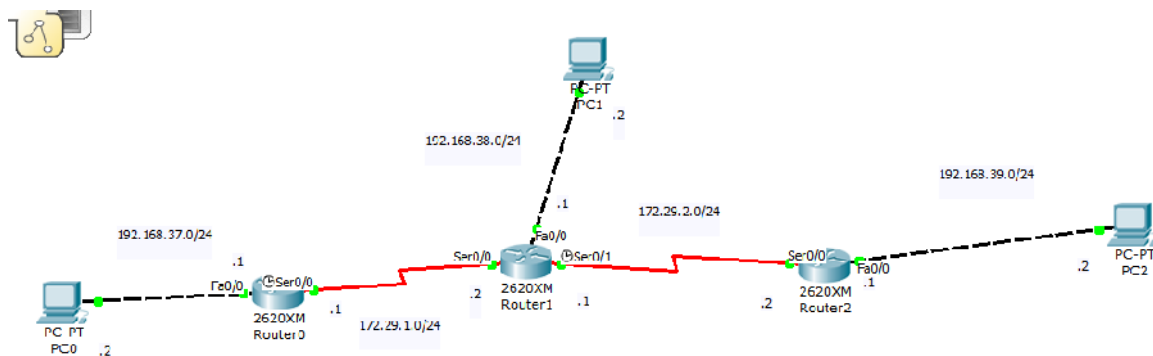 PC-PT
PC1
.2
192.168.38.0/24
192.168.39.0/24
.1
172.29.2.0/24
192.168.37.0/24
Fa0/0
PC-PT
PC2
.1
Ser0/0
Ser0/1
Ser0/0
Fa0/0
.2
.1
Fa0/0
Ser0/0
2620XM
Router1
.2
.1
.2
2620XM
Router2
2620XM
Router0
.1
172.29.1.0/24
PC-PT
PC0
.2